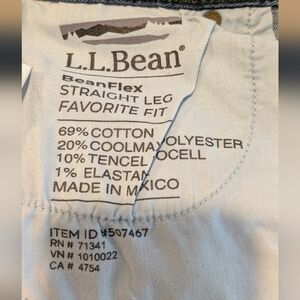 L.L.Bean®
BeanFlex
STRAIGHT LEG
FAVORITE FIT
69% COTTON
20% COOLMAX OLYESTER
10% TENCEL OCELL
1% ELASTAN
MADE IN MEXICO
ITEM ID #507467
RN # 71341
VN # 1010022
CA # 4754